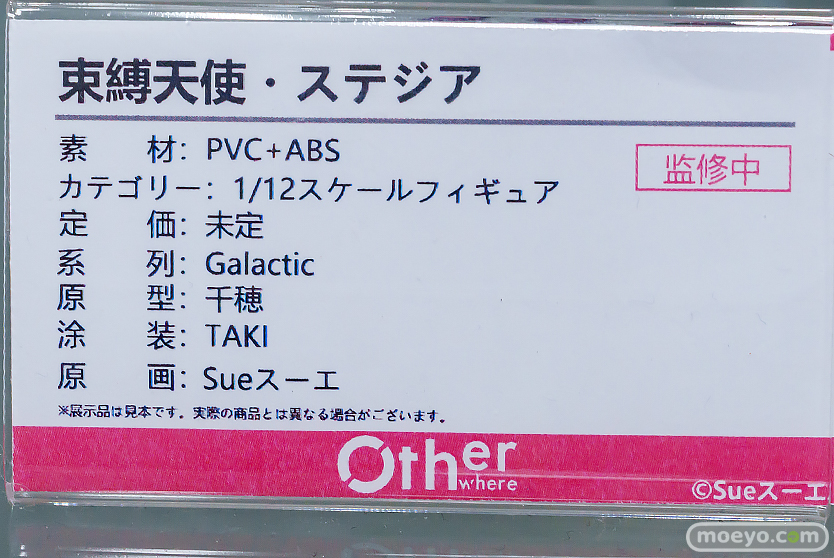 束縛天使・ステジア
素　　材：PVC+ABS
监修中
カテゴリー：1/12スケールフィギュア
定　　価：未定
系　　列：Galactic
原　　型：千穂
涂　　装：TAKI
原　　画：Sueスーエ
※展示品は見本です。実際の商品とは異なる場合がございます。
Other
where
©Sueスーエ
moeyo.com